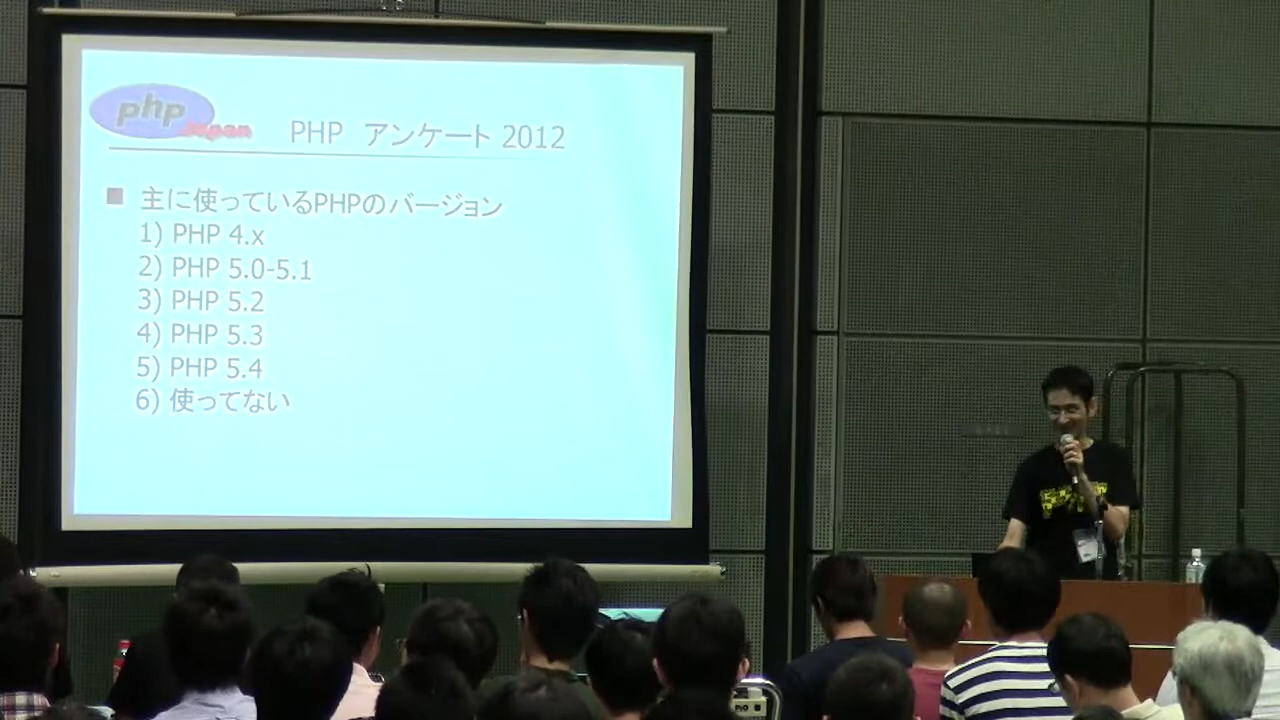 php
Japan
PHP アンケート 2012
■ 主に使っているPHPのバージョン
1) PHP 4.x
2) PHP 5.0-5.1
3) PHP 5.2
4) PHP 5.3
5) PHP 5.4
6) 使ってない